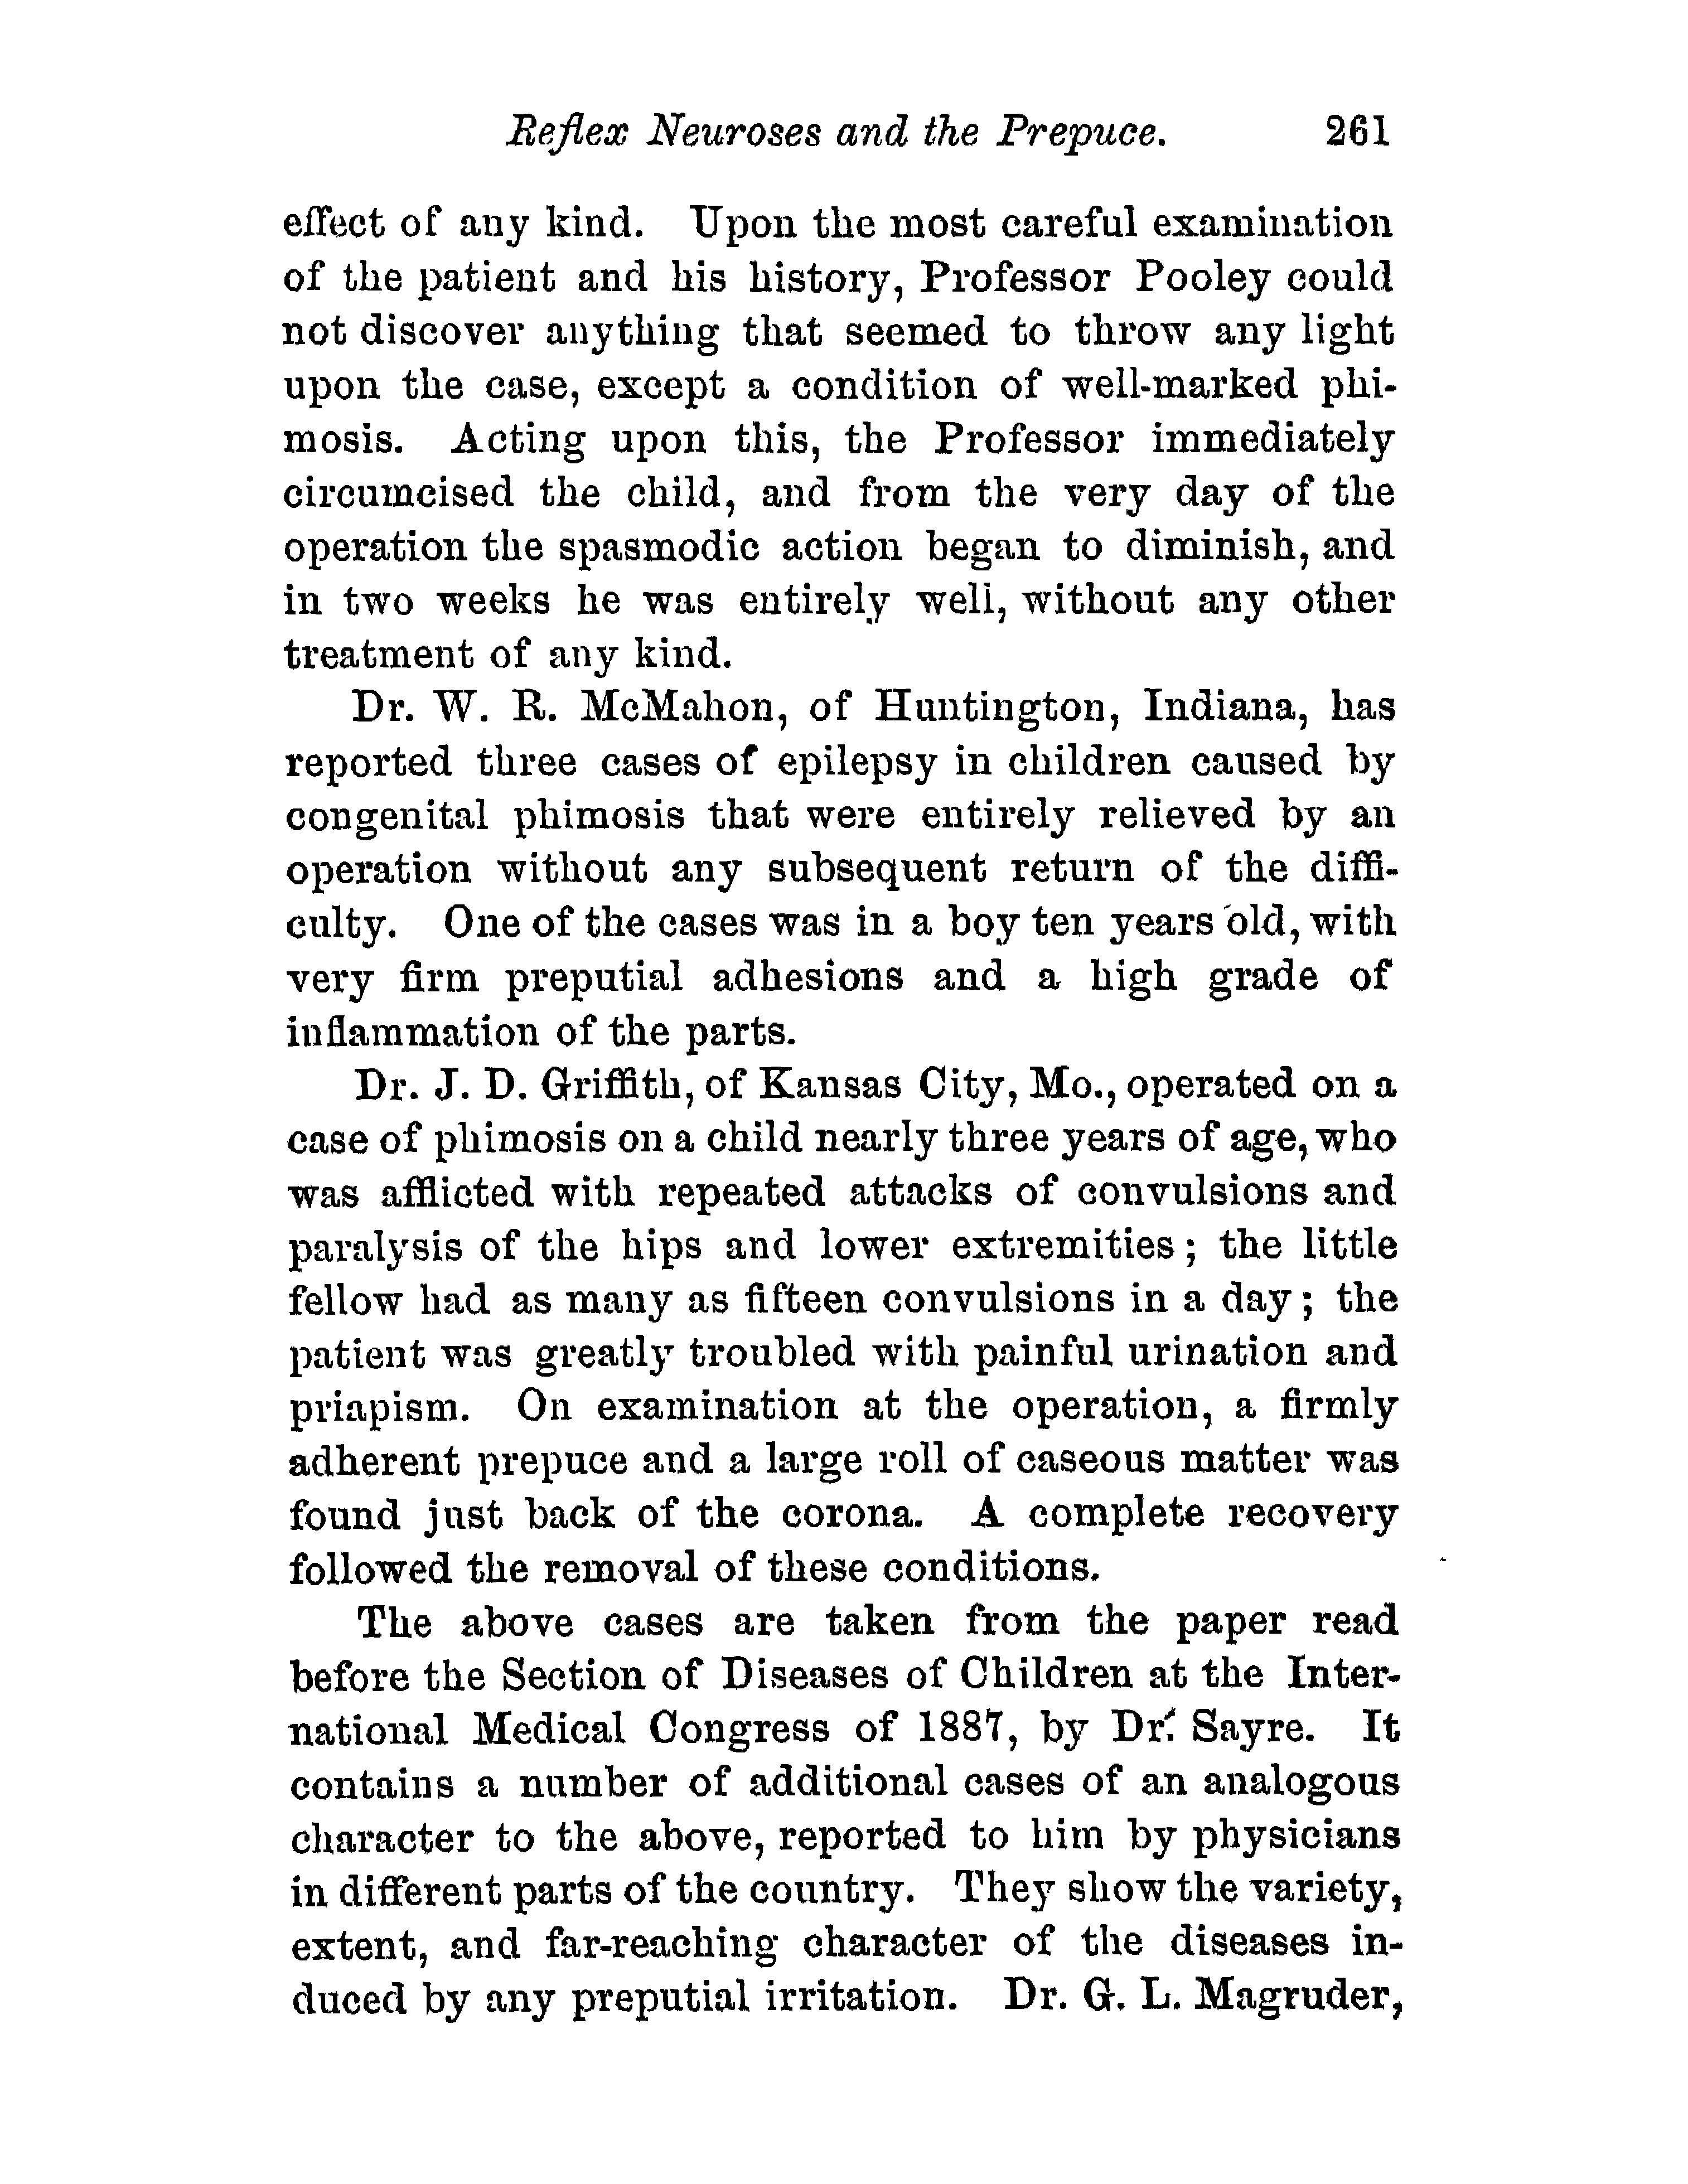 Reflex Neuroses and the Prepuce. 261
effect of any kind. Upon the most careful examination
of the patient and his history, Professor Pooley could
not discover anything that seemed to throw any light
upon the case, except a condition of well-marked phi-
mosis. Acting upon this, the Professor immediately
circumcised the child, and from the very day of the
operation the spasmodic action began to diminish, and
in two weeks he was entirely well, without any other
treatment of any kind.
Dr. W. R. McMahon, of Huntington, Indiana, has
reported three cases of epilepsy in children caused by
congenital phimosis that were entirely relieved by an
operation without any subsequent return of the diffi-
culty. One of the cases was in a boy ten years old, with
very firm preputial adhesions and a high grade of
inflammation of the parts.
Dr. J. D. Griffith, of Kansas City, Mo., operated on a
case of phimosis on a child nearly three years of age, who
was afflicted with repeated attacks of convulsions and
paralysis of the hips and lower extremities; the little
fellow had as many as fifteen convulsions in a day; the
patient was greatly troubled with painful urination and
priapism. On examination at the operation, a firmly
adherent prepuce and a large roll of caseous matter was
found just back of the corona. A complete recovery
followed the removal of these conditions.
The above cases are taken from the paper read
before the Section of Diseases of Children at the Inter-
national Medical Congress of 1887, by Dr. Sayre. It
contains a number of additional cases of an analogous
character to the above, reported to him by physicians
in different parts of the country. They show the variety,
extent, and far-reaching character of the diseases in-
duced by any preputial irritation. Dr. G. L. Magruder,